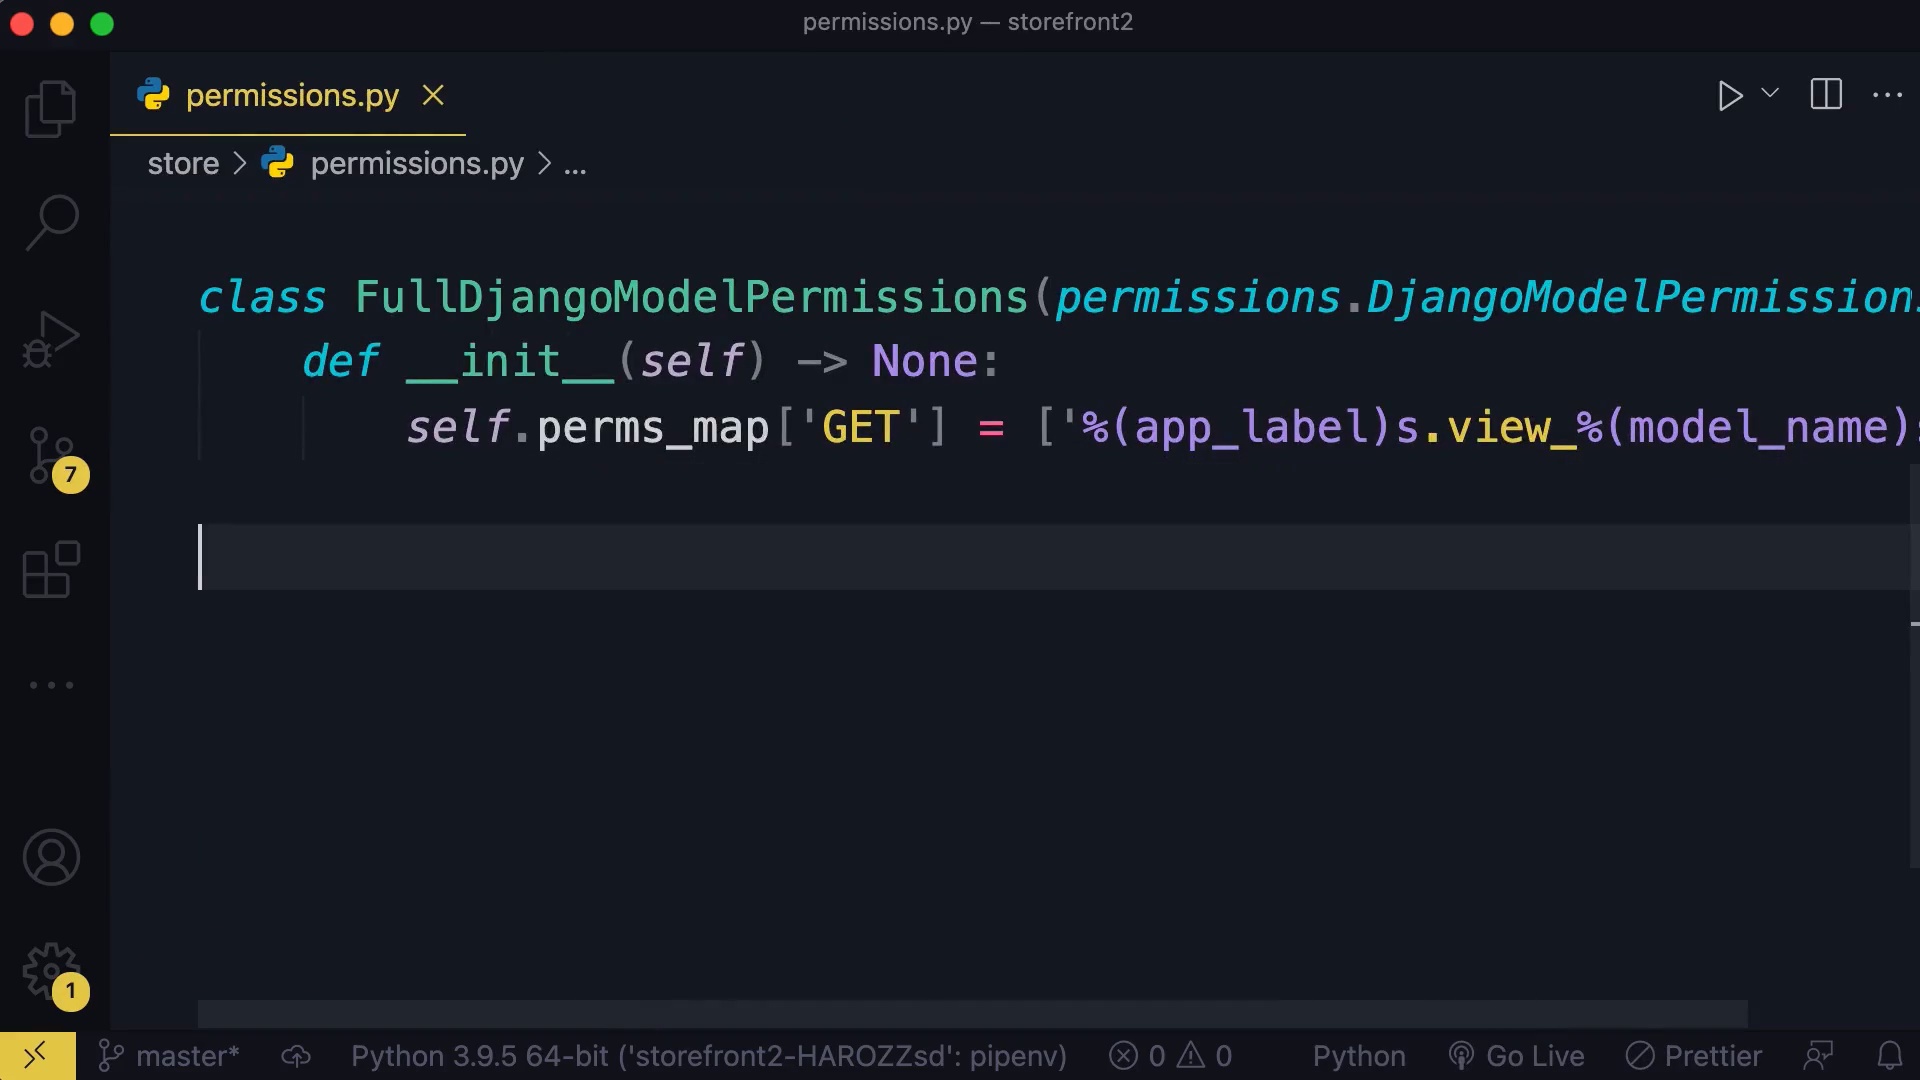 permissions.py — storefront2
permissions.py
store > permissions.py > ...
class FullDjangoModelPermissions(permissions.DjangoModelPermission
    def __init__(self) -> None:
        self.perms_map['GET'] = ['%(app_label)s.view_%(model_name)
7
1
master*
Python 3.9.5 64-bit ('storefront2-HAROZZsd': pipenv)
0
0
Python
Go Live
Prettier